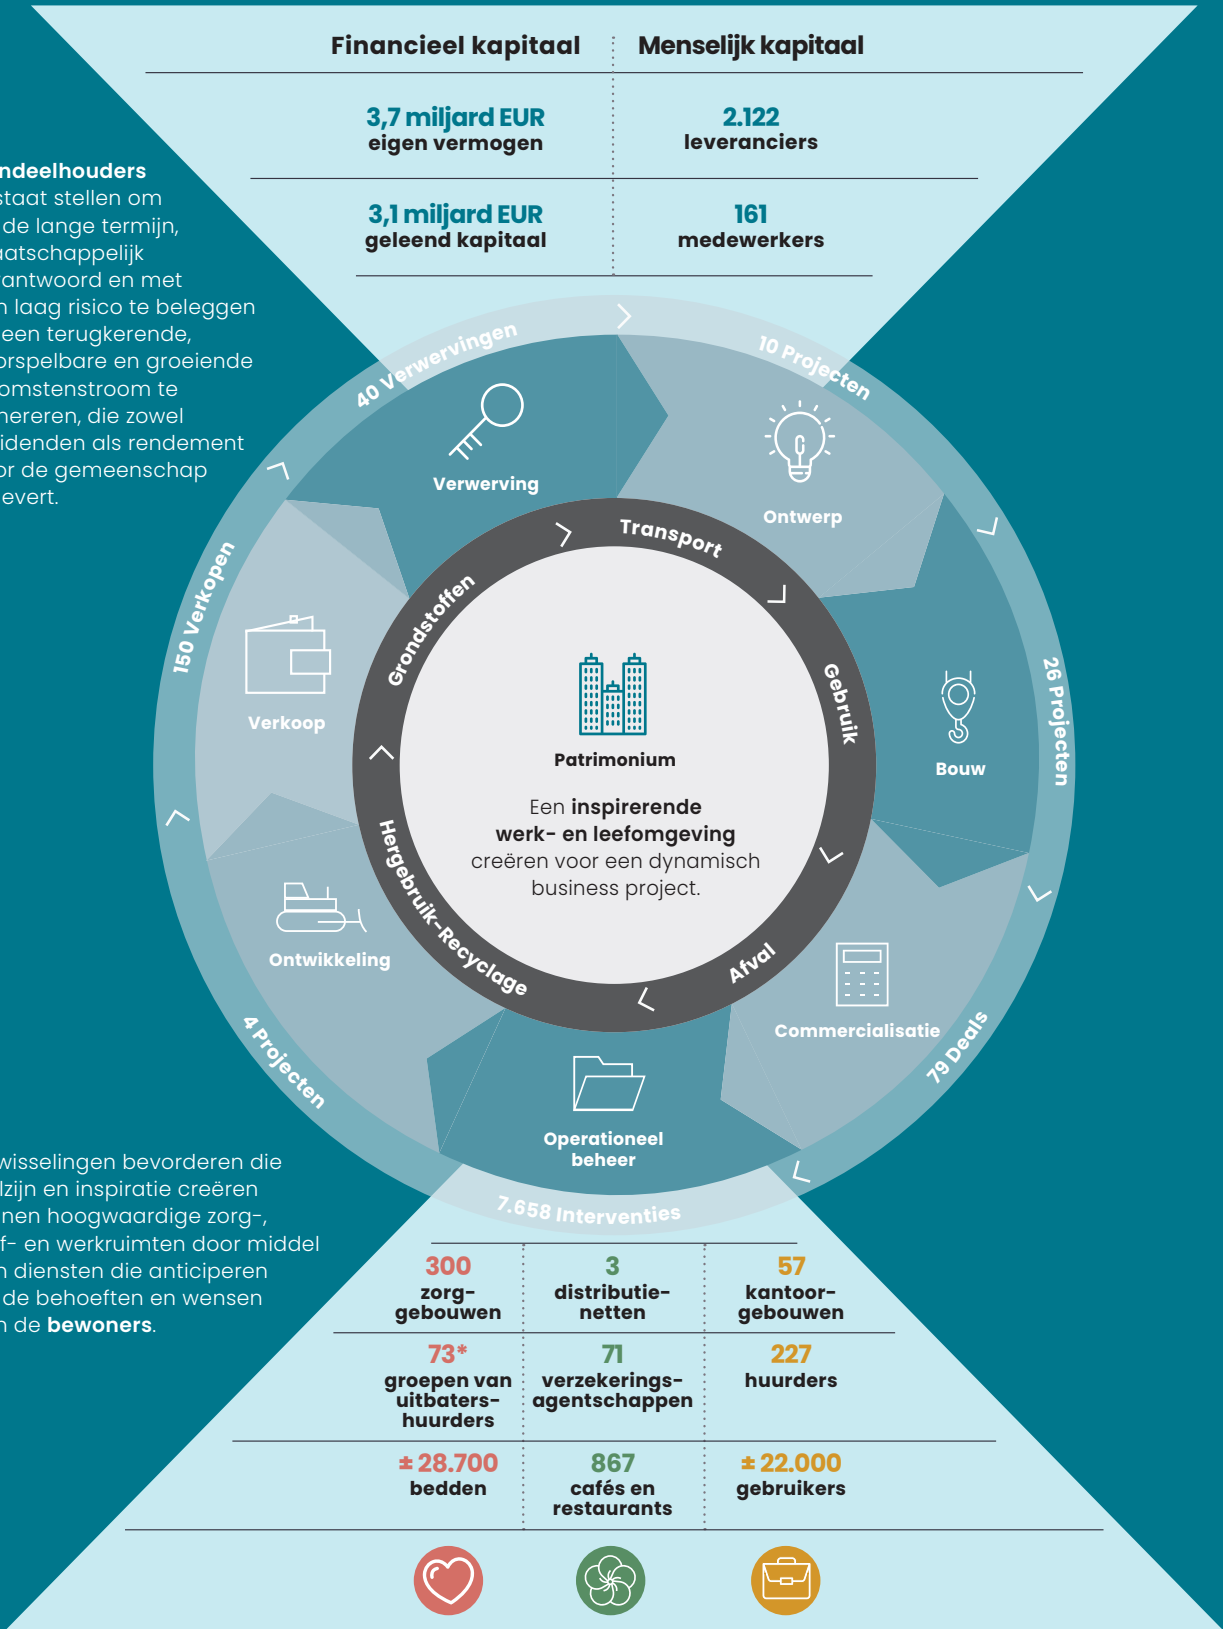 Financieel kapitaal
Menselijk kapitaal
3,7 miljard EUR
eigen vermogen
2.122
leveranciers
3,1 miljard EUR
geleend kapitaal
161
medewerkers
ndeelhouders
staat stellen om
de lange termijn,
aatschappelijk
antwoord en met
n laag risico te beleggen
een terugkerende,
orspelbare en groeiende
omstenstroom te
nereren, die zowel
idenden als rendement
or de gemeenschap
evert.
40 Verwervingen
10 Projecten
26 Projecten
79 Deals
7.658 Interventies
4 Projecten
150 Verkopen
Verwerving
Ontwerp
Bouw
Commercialisatie
Operationeel
beheer
Ontwikkeling
Verkoop
Grondstoffen
Transport
Gebruik
Afval
Hergebruik-Recyclage
Patrimonium
Een inspirerende
werk- en leefomgeving
creëren voor een dynamisch
business project.
wisselingen bevorderen die
lzijn en inspiratie creëren
nen hoogwaardige zorg-,
f- en werkruimten door middel
n diensten die anticiperen
de behoeften en wensen
n de bewoners.
300
zorg-
gebouwen
3
distributie-
netten
57
kantoor-
gebouwen
73*
groepen van
uitbaters-
huurders
71
verzekerings-
agentschappen
227
huurders
± 28.700
bedden
867
cafés en
restaurants
± 22.000
gebruikers